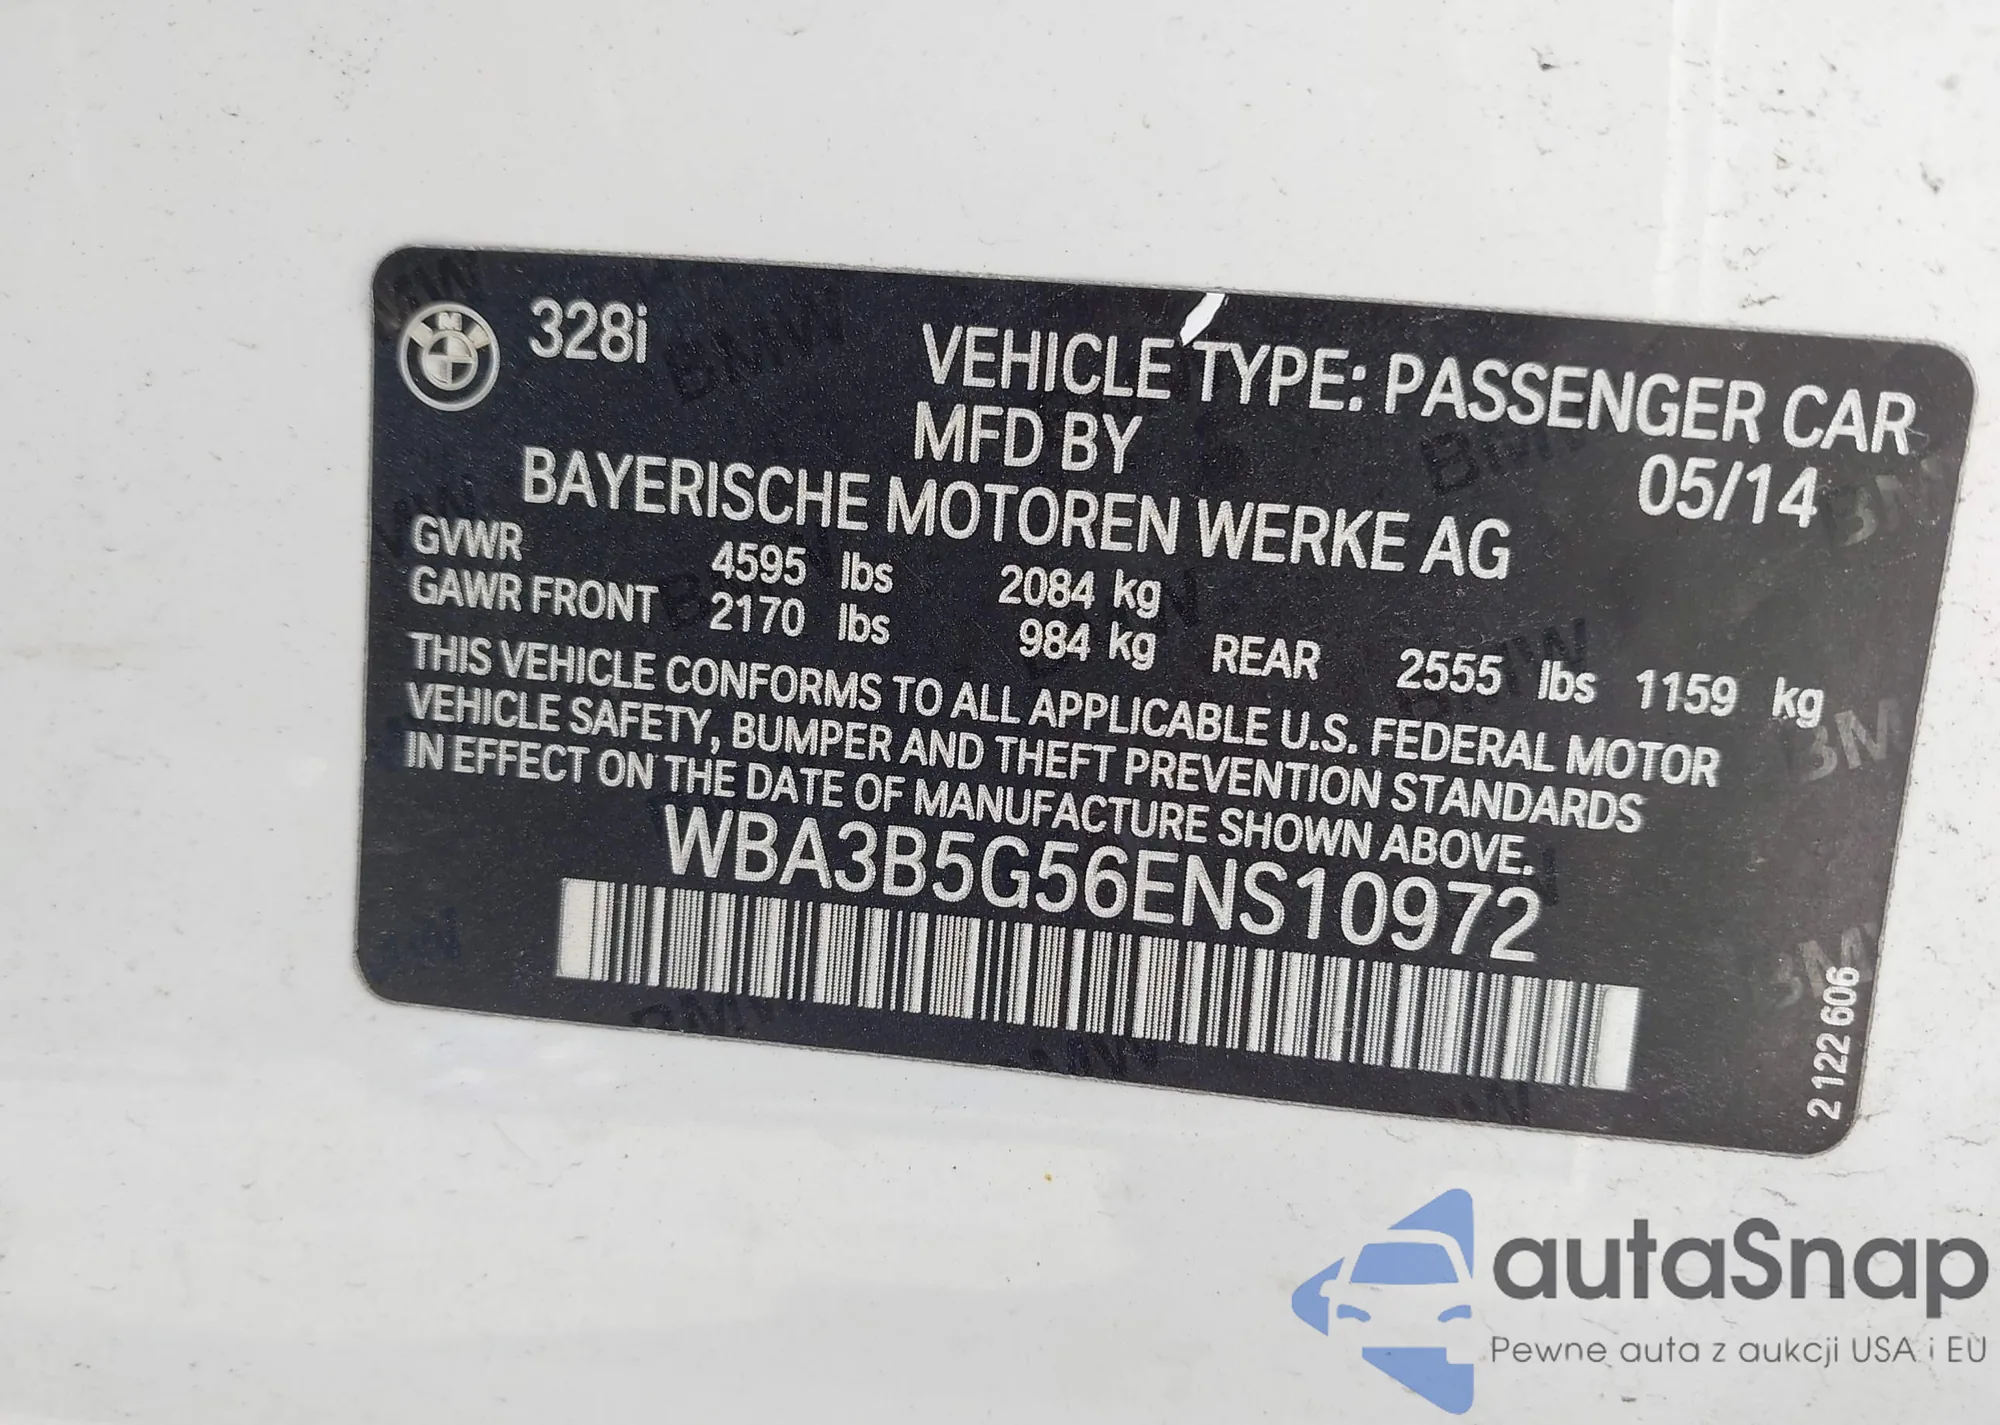 328i
VEHICLE TYPE: PASSENGER CAR
MFD BY
05/14
BAYERISCHE MOTOREN WERKE AG
GVWR 4595 lbs 2084 kg
GAWR FRONT 2170 lbs 984 kg REAR 2555 lbs 1159 kg
THIS VEHICLE CONFORMS TO ALL APPLICABLE U.S. FEDERAL MOTOR
VEHICLE SAFETY, BUMPER AND THEFT PREVENTION STANDARDS
IN EFFECT ON THE DATE OF MANUFACTURE SHOWN ABOVE.
WBA3B5G56ENS10972
2 122 606
autaSnap
Pewne auta z aukcji USA i EU